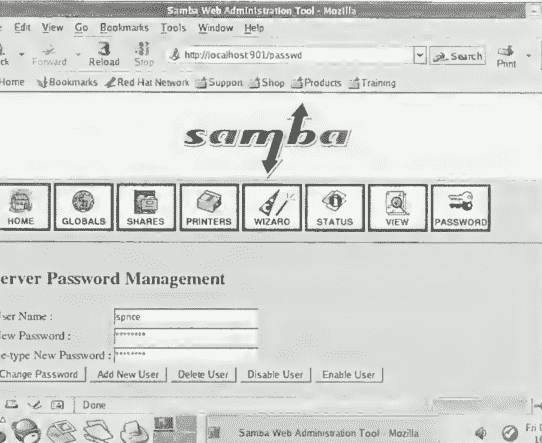 Samba Web Administration Tool - Mozilla
Edit View Go Bookmarks Tools Window Help
ck Forward Reload Stop http://localhost:901/passwd Search Print
Home Bookmarks Red Hat Network Support Shop Products Training
samba
HOME GLOBALS SHARES PRINTERS WIZARD STATUS VIEW PASSWORD
erver Password Management
User Name : spnce
ew Password : ********
e-type New Password : ********
Change Password Add New User Delete User Disable User Enable User
Done
Samba Web Administration Tool - Mozilla Fri